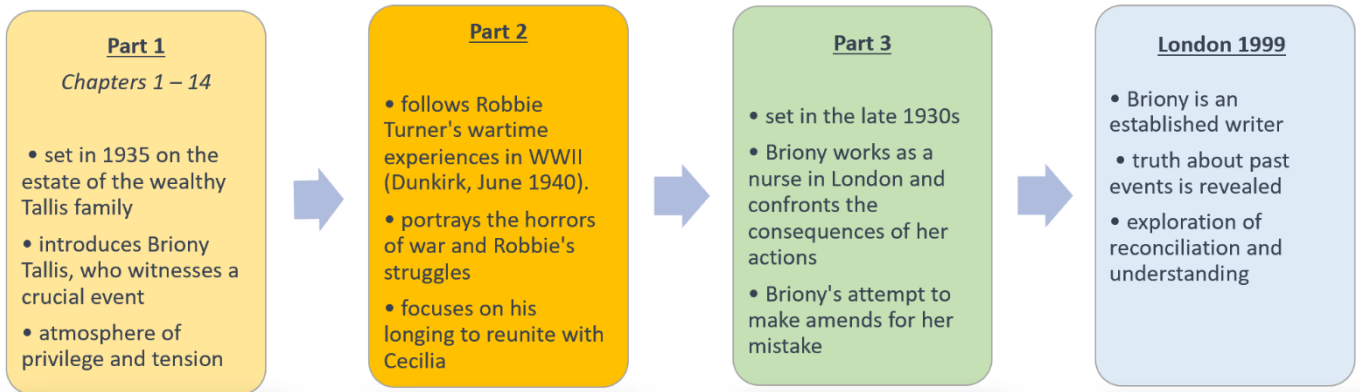 Part 1
Chapters 1 – 14
• set in 1935 on the
estate of the wealthy
Tallis family
• introduces Briony
Tallis, who witnesses a
crucial event
• atmosphere of
privilege and tension
Part 2
• follows Robbie
Turner's wartime
experiences in WWII
(Dunkirk, June 1940).
• portrays the horrors
of war and Robbie's
struggles
• focuses on his
longing to reunite with
Cecilia
Part 3
• set in the late 1930s
• Briony works as a
nurse in London and
confronts the
consequences of her
actions
• Briony's attempt to
make amends for her
mistake
London 1999
• Briony is an
established writer
• truth about past
events is revealed
• exploration of
reconciliation and
understanding